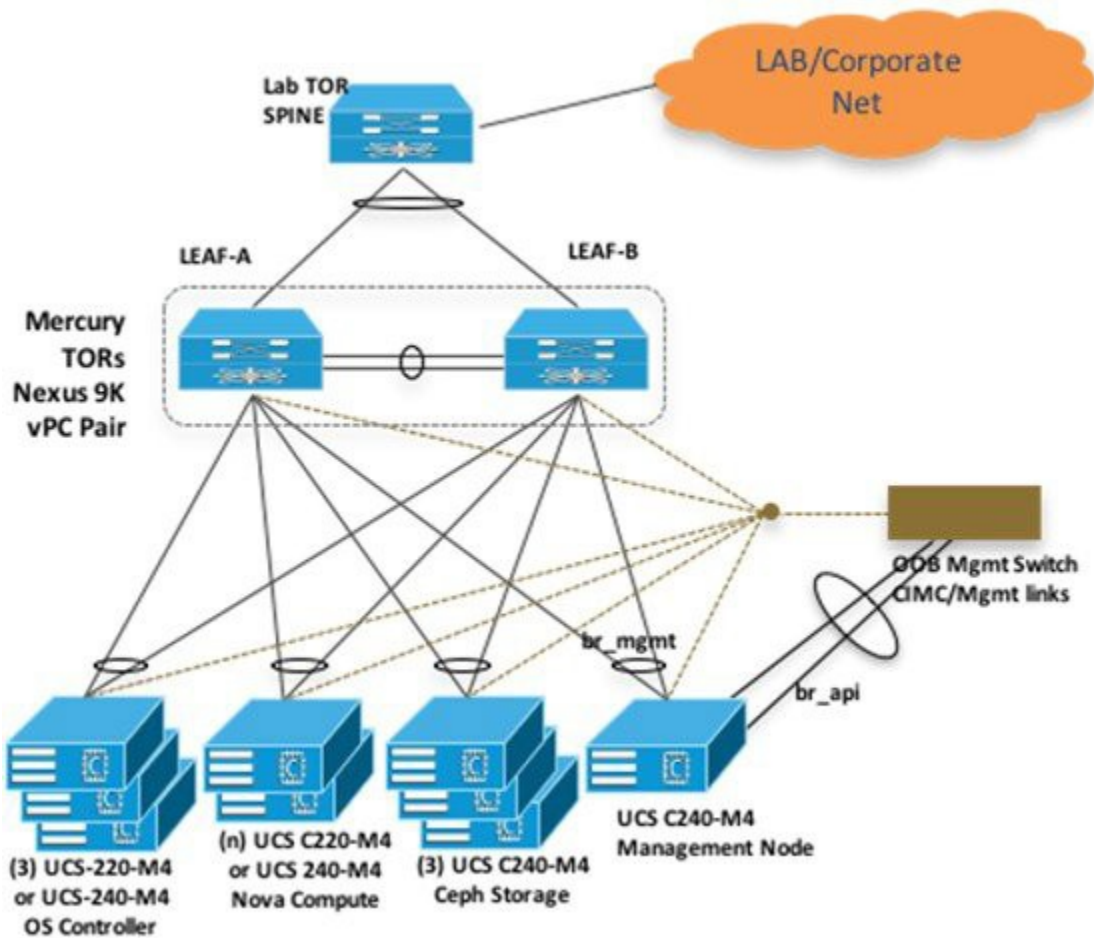 LAB/Corporate
Net
Lab TOR
SPINE
LEAF-A
LEAF-B
Mercury
TORs
Nexus 9K
vPC Pair
OOB Mgmt Switch
CIMC/Mgmt links
br_mgmt
br_api
(3) UCS-220-M4
or UCS-240-M4
OS Controller
(n) UCS C220-M4
or UCS 240-M4
Nova Compute
(3) UCS C240-M4
Ceph Storage
UCS C240-M4
Management Node